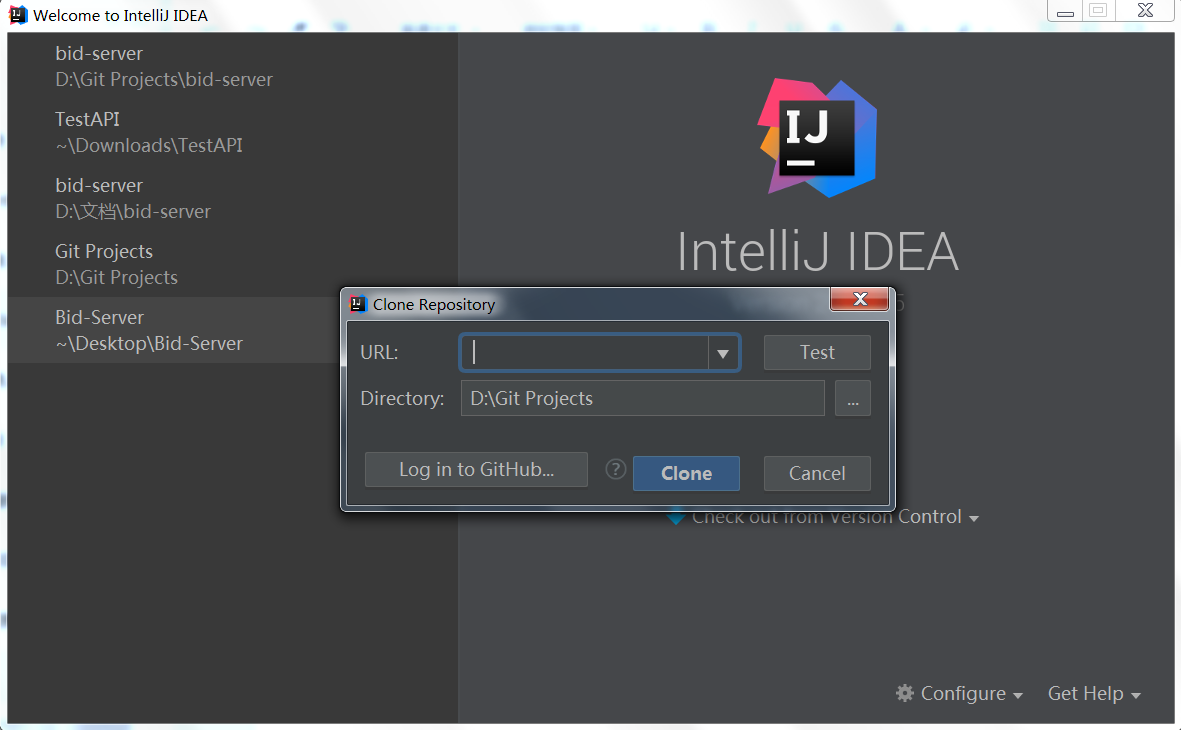 Welcome to IntelliJ IDEA
bid-server
D:\Git Projects\bid-server
TestAPI
~\Downloads\TestAPI
bid-server
D:\文档\bid-server
Git Projects
D:\Git Projects
Bid-Server
~\Desktop\Bid-Server
IJ
IntelliJ IDEA
5
Clone Repository
URL:
Test
Directory:
D:\Git Projects
...
Log in to GitHub...
?
Clone
Cancel
Check out from Version Control
Configure
Get Help